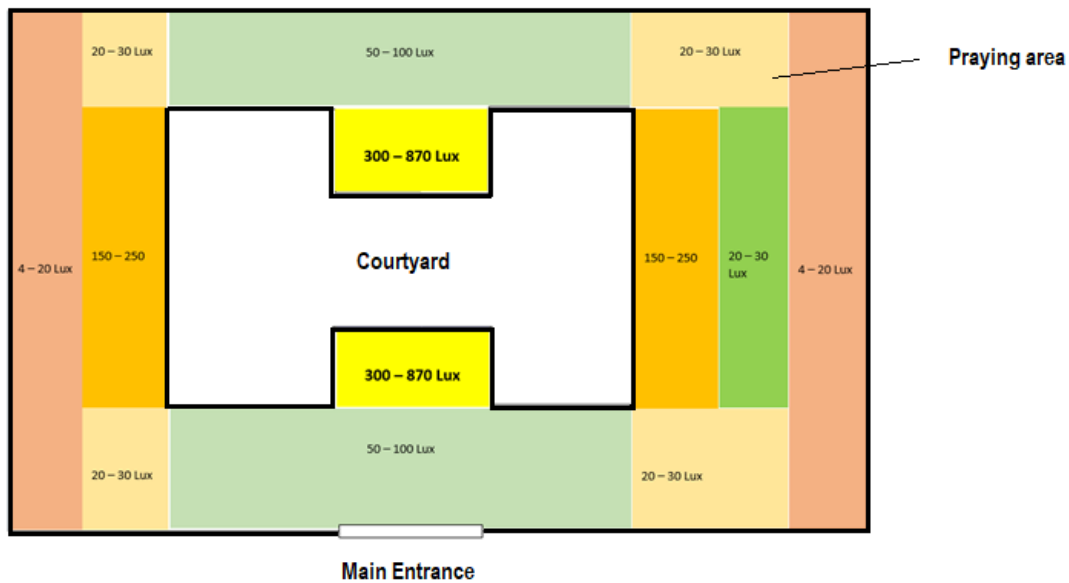 20 – 30 Lux
50 – 100 Lux
20 – 30 Lux
Praying area
300 – 870 Lux
4 – 20 Lux
150 – 250
Courtyard
150 – 250
20 – 30
Lux
4 – 20 Lux
300 – 870 Lux
20 – 30 Lux
50 – 100 Lux
20 – 30 Lux
Main Entrance